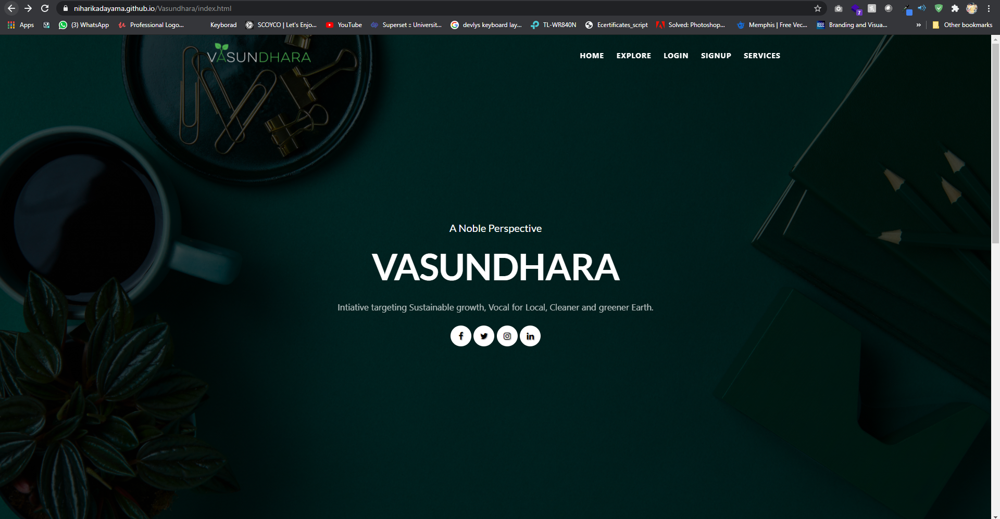 niharikadayama.github.io/Vasundhara/index.html
7
Apps (3) WhatsApp Professional Logo... Keyborad SCOYCO | Let's Enjo... YouTube Superset :: Universit... devlys keyboard lay... TL-WR840N Ecertificates_script Solved: Photoshop... Memphis | Free Vec... IEEE Branding and Visua... » Other bookmarks
VASUNDHARA
HOME EXPLORE LOGIN SIGNUP SERVICES
A Noble Perspective
VASUNDHARA
Intiative targeting Sustainable growth, Vocal for Local, Cleaner and greener Earth.